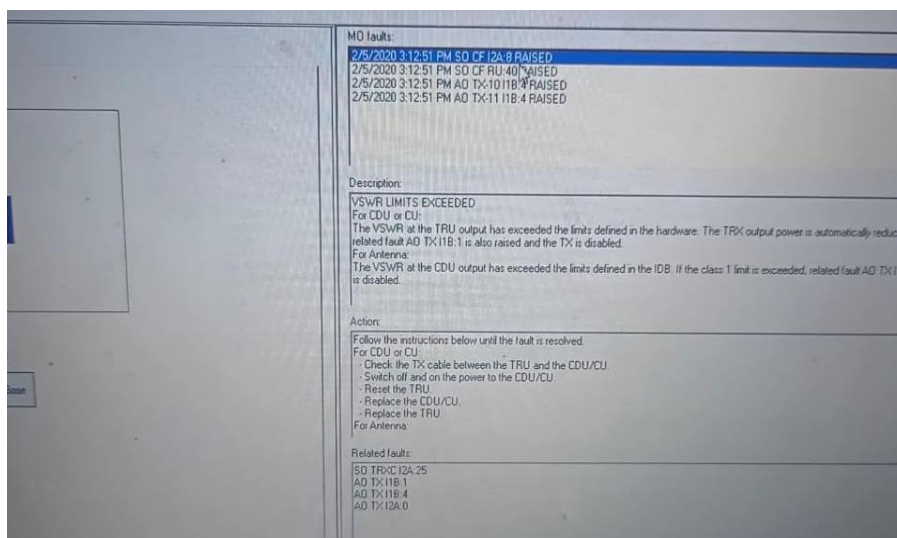 MO faults:
2/5/2020 3:12:51 PM SO CF I2A:8 RAISED
2/5/2020 3:12:51 PM SO CF RU:40 RAISED
2/5/2020 3:12:51 PM AO TX-10 I1B:4 RAISED
2/5/2020 3:12:51 PM AO TX-11 I1B:4 RAISED
Description:
VSWR LIMITS EXCEEDED
For CDU or CU:
The VSWR at the TRU output has exceeded the limits defined in the hardware. The TRX output power is automatically reduc
related fault AO TX I1B:1 is also raised and the TX is disabled.
For Antenna:
The VSWR at the CDU output has exceeded the limits defined in the IDB. If the class 1 limit is exceeded, related fault AO TX I
is disabled.
Action:
Follow the instructions below until the fault is resolved.
For CDU or CU:
- Check the TX cable between the TRU and the CDU/CU.
- Switch off and on the power to the CDU/CU.
- Reset the TRU.
- Replace the CDU/CU.
- Replace the TRU.
For Antenna:
Related faults:
SO TRXC I2A:25
AO TX I1B:1
AO TX I1B:4
AO TX I2A:0